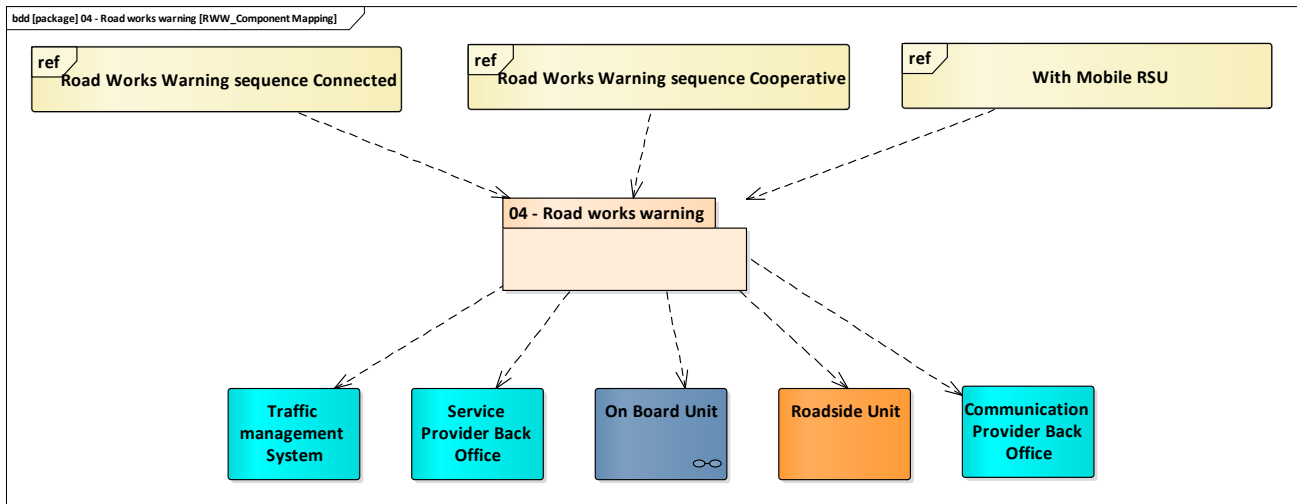 bdd [package] 04 - Road works warning [RWW_Component Mapping]
ref
Road Works Warning sequence Connected
ref
Road Works Warning sequence Cooperative
ref
With Mobile RSU
04 - Road works warning
Traffic
management
System
Service
Provider Back
Office
On Board Unit
Roadside Unit
Communication
Provider Back
Office